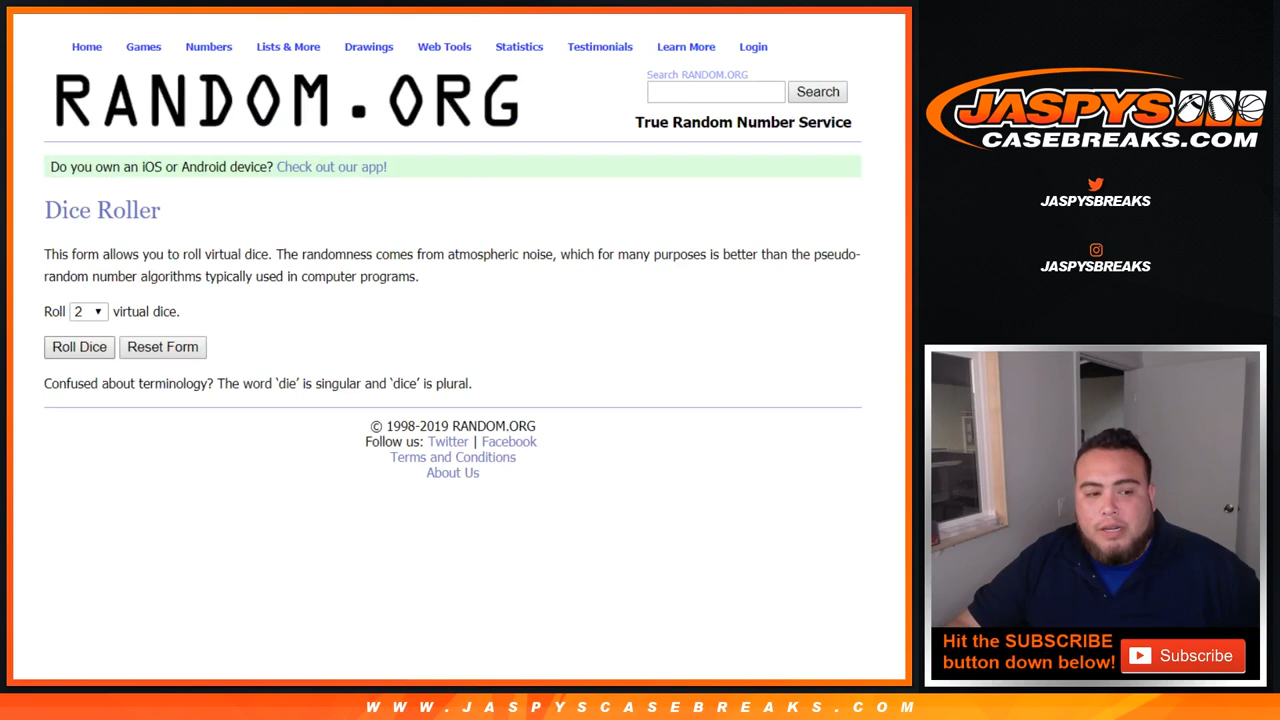 Home Games Numbers Lists & More Drawings Web Tools Statistics Testimonials Learn More Login
RANDOM.ORG
Search RANDOM.ORG
Search
True Random Number Service
Do you own an iOS or Android device? Check out our app!
Dice Roller
This form allows you to roll virtual dice. The randomness comes from atmospheric noise, which for many purposes is better than the pseudo-
random number algorithms typically used in computer programs.
Roll 2 virtual dice.
Roll Dice Reset Form
Confused about terminology? The word ‘die’ is singular and ‘dice’ is plural.
© 1998-2019 RANDOM.ORG
Follow us: Twitter | Facebook
Terms and Conditions
About Us
JASPYS
CASEBREAKS.COM
JASPYSBREAKS
JASPYSBREAKS
Hit the SUBSCRIBE
button down below!
Subscribe
WWW.JASPYSCASEBREAKS.COM